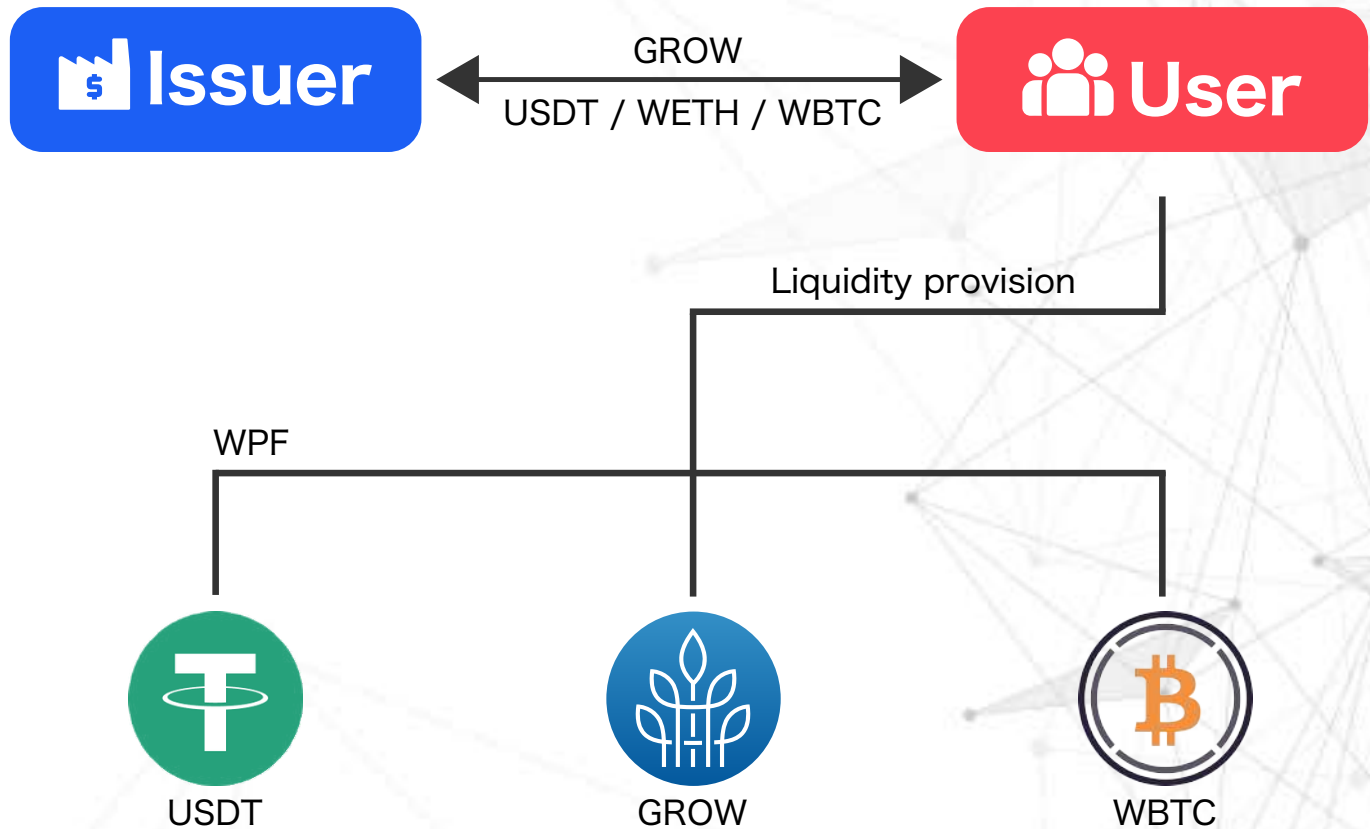 Issuer
GROW
USDT / WETH / WBTC
User
Liquidity provision
WPF
USDT
GROW
WBTC